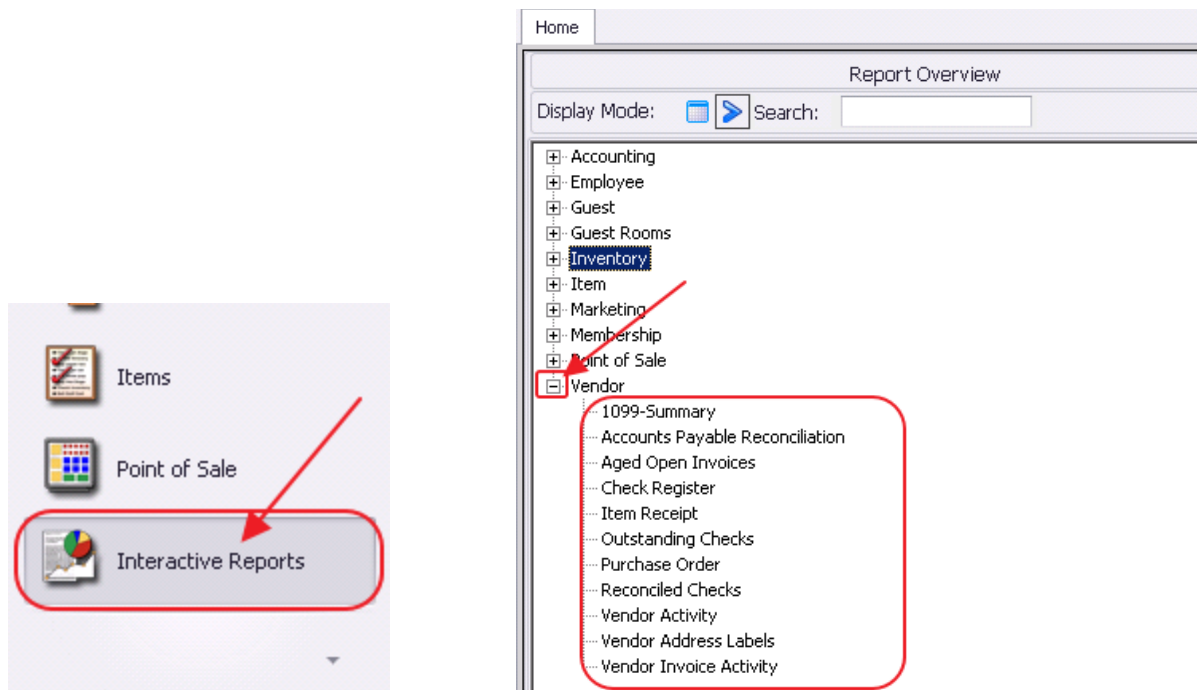 Items
Point of Sale
Interactive Reports
Home
Report Overview
Display Mode: Search:
Accounting
Employee
Guest
Guest Rooms
Inventory
Item
Marketing
Membership
Point of Sale
Vendor
1099-Summary
Accounts Payable Reconciliation
Aged Open Invoices
Check Register
Item Receipt
Outstanding Checks
Purchase Order
Reconciled Checks
Vendor Activity
Vendor Address Labels
Vendor Invoice Activity